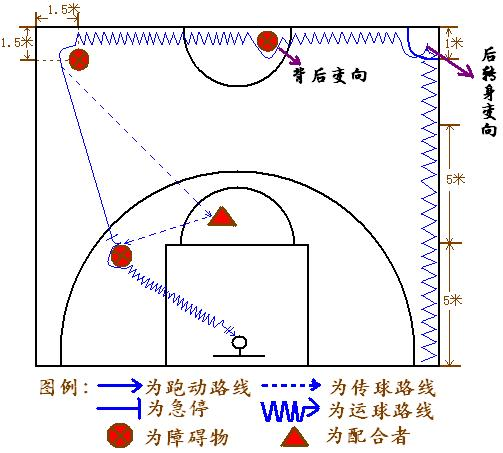 1.5米
1.5米
1米
背后变向
后转身变向
5米
5米
图例：
为跑动路线
为传球路线
为急停
为运球路线
为障碍物
为配合者